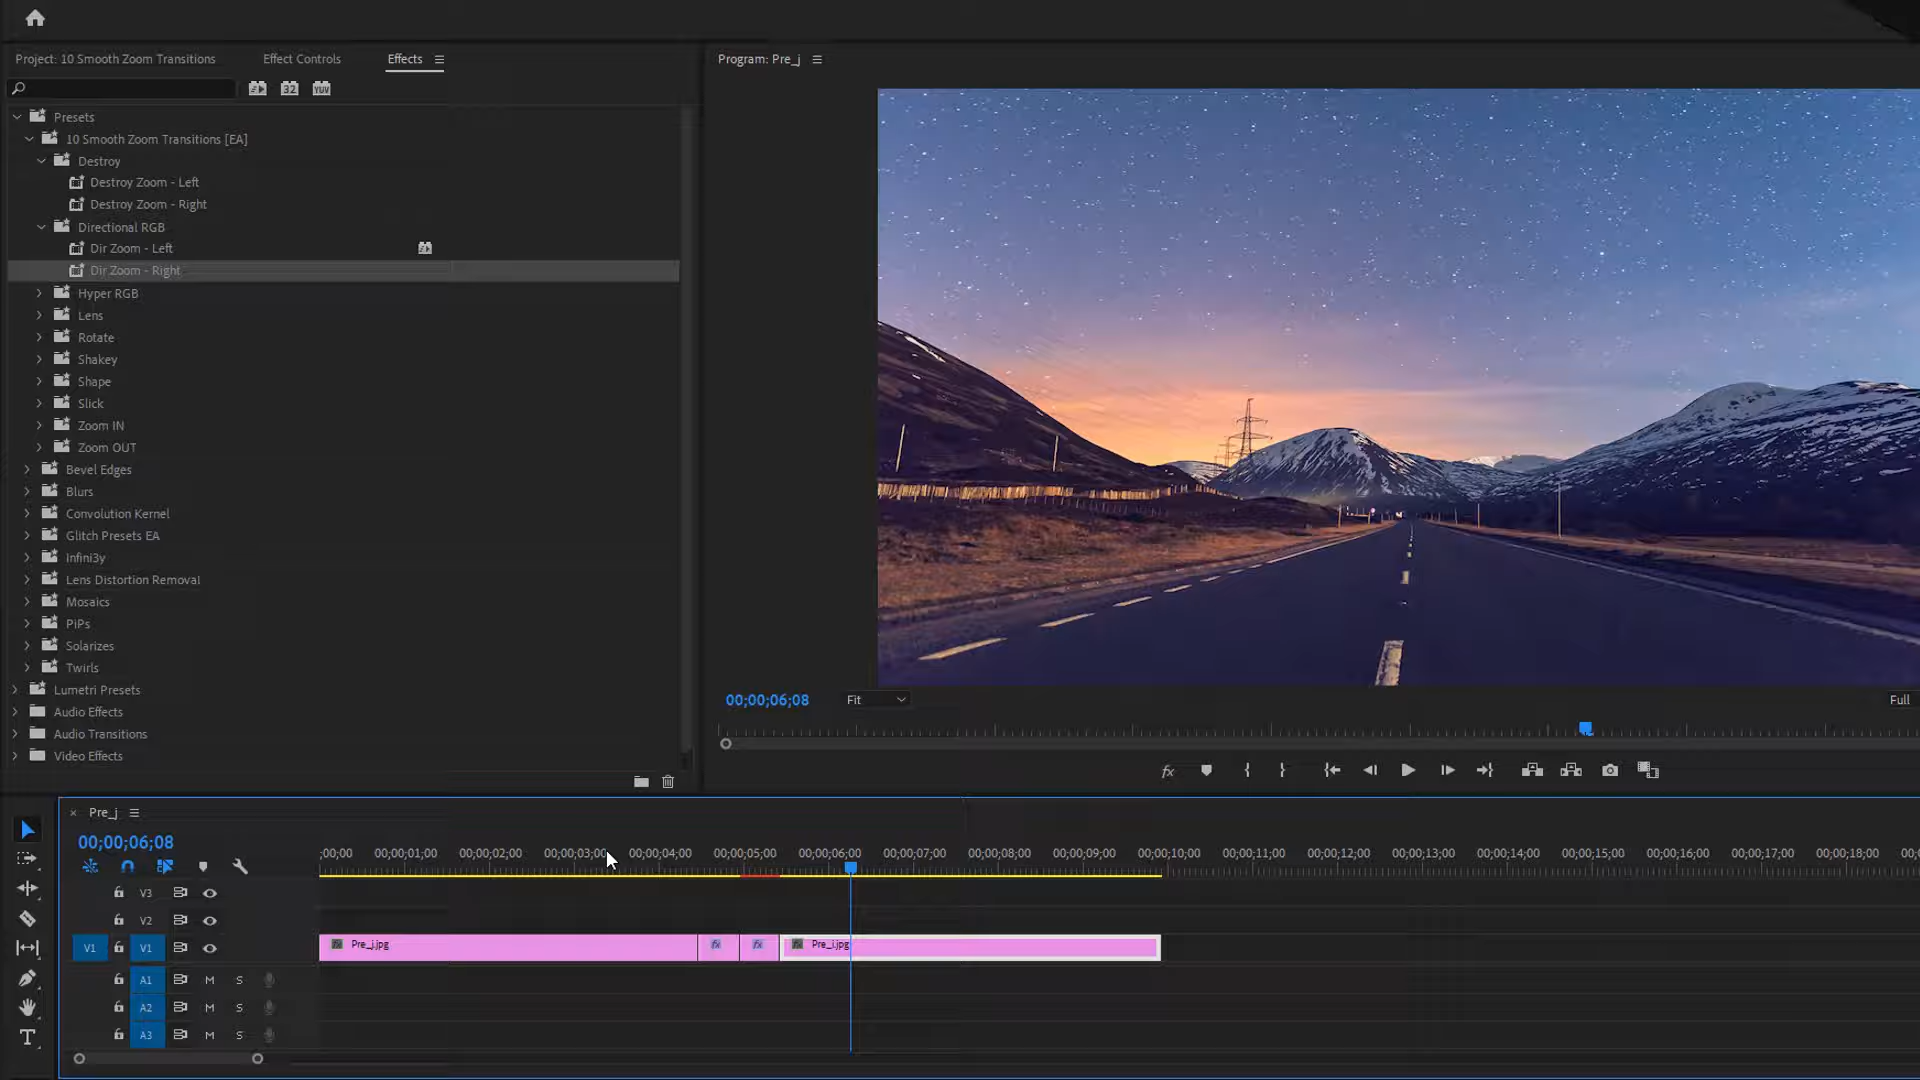 Project: 10 Smooth Zoom Transitions
Effect Controls
Effects
32
YUV
Presets
10 Smooth Zoom Transitions [EA]
Destroy
Destroy Zoom - Left
Destroy Zoom - Right
Directional RGB
Dir Zoom - Left
Dir Zoom - Right
Hyper RGB
Lens
Rotate
Shakey
Shape
Slick
Zoom IN
Zoom OUT
Bevel Edges
Blurs
Convolution Kernel
Glitch Presets EA
Infini3y
Lens Distortion Removal
Mosaics
PiPs
Solarizes
Twirls
Lumetri Presets
Audio Effects
Audio Transitions
Video Effects
Program: Pre_j
00;00;06;08
Fit
Full
fx
Pre_j
00;00;06;08
;00;00
00;00;01;00
00;00;02;00
00;00;03;00
00;00;04;00
00;00;05;00
00;00;06;00
00;00;07;00
00;00;08;00
00;00;09;00
00;00;10;00
00;00;11;00
00;00;12;00
00;00;13;00
00;00;14;00
00;00;15;00
00;00;16;00
00;00;17;00
00;00;18;00
V3
V2
V1 V1
fx Pre_j.jpg fx fx fx Pre_i.jpg
A1 M S
A2 M S
A3 M S